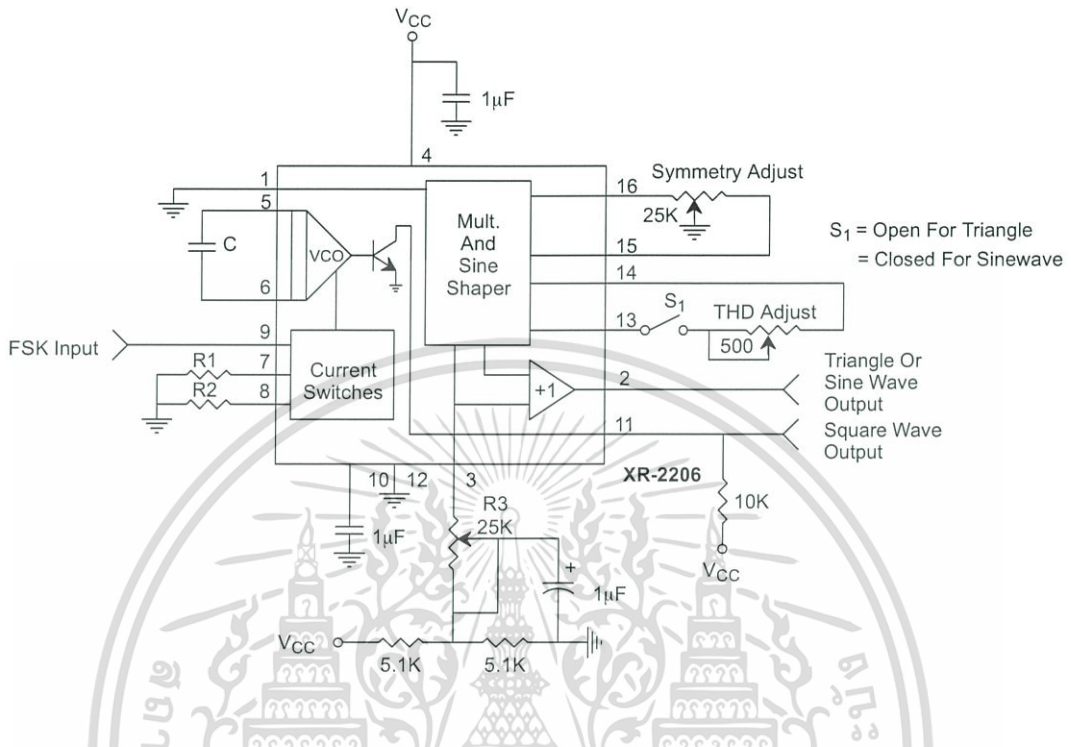 VCC
1µF
4
1
16
Symmetry Adjust
25K
5
Mult.
And
Sine
Shaper
S1 = Open For Triangle
= Closed For Sinewave
C
VCO
15
14
6
S1
THD Adjust
13
500
9
FSK Input
R1
7
Current
Switches
R2
8
+1
2
Triangle Or
Sine Wave
Output
11
Square Wave
Output
10
12
3
XR-2206
R3
25K
10K
1µF
VCC
+
1µF
VCC
5.1K
5.1K